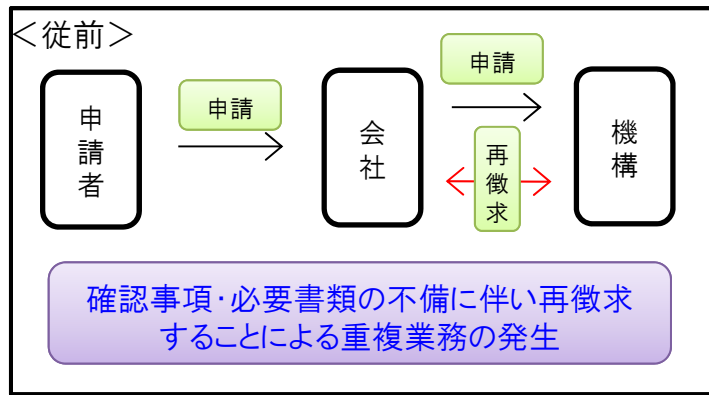 ＜従前＞
申請
申請者
申請
会社
再徴求
機構
確認事項・必要書類の不備に伴い再徴求
することによる重複業務の発生